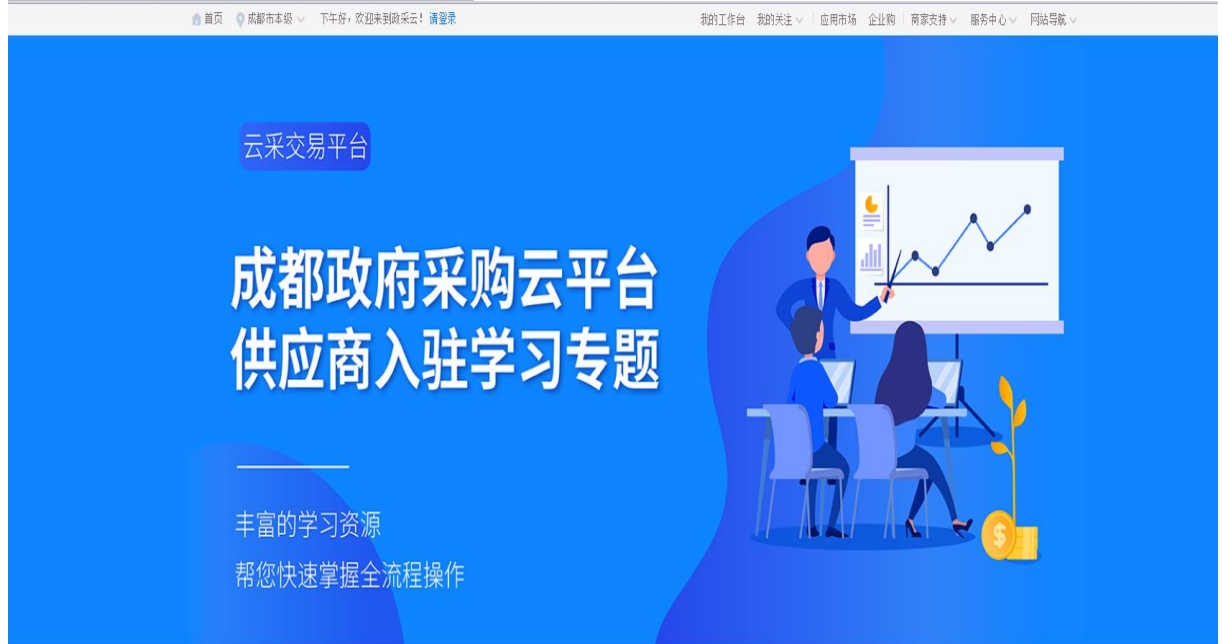 首页 成都市本级 下午好，欢迎来到政采云！请登录 我的工作台 我的关注 应用市场 企业购 商家支持 服务中心 网站导航
云采交易平台
成都政府采购云平台
供应商入驻学习专题
丰富的学习资源
帮您快速掌握全流程操作